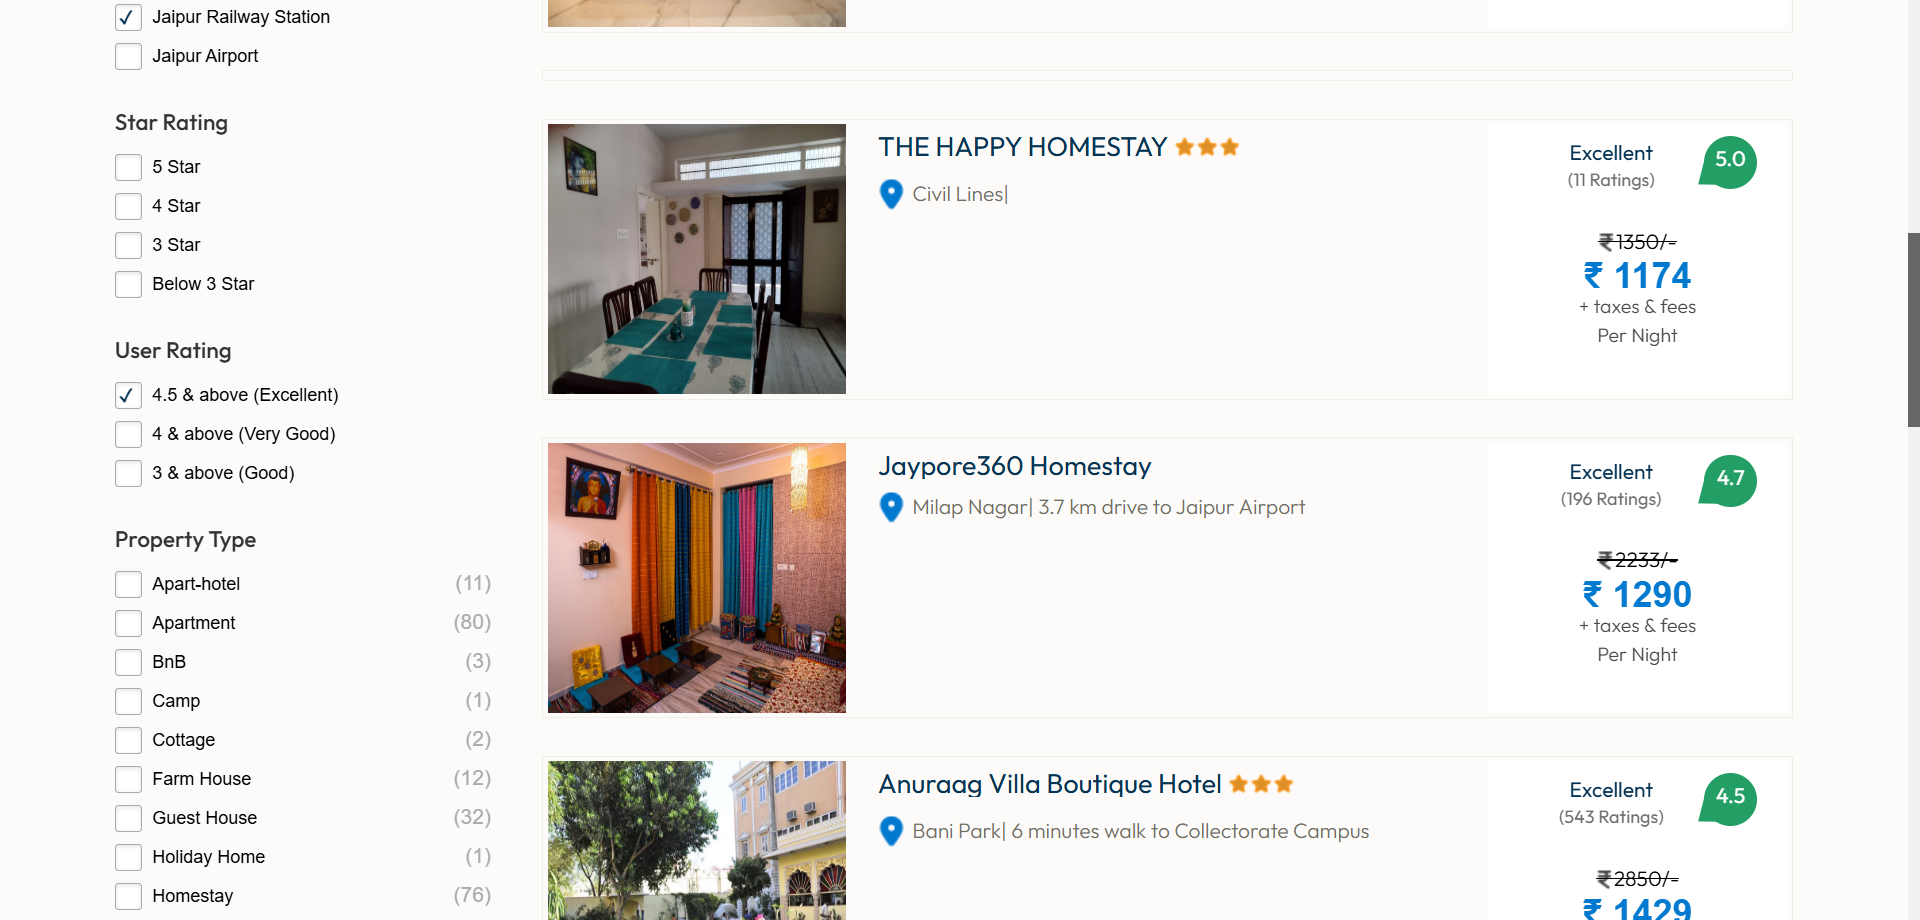 Jaipur Railway Station
Jaipur Airport
Star Rating
5 Star
4 Star
3 Star
Below 3 Star
User Rating
4.5 & above (Excellent)
4 & above (Very Good)
3 & above (Good)
Property Type
Apart-hotel (11)
Apartment (80)
BnB (3)
Camp (1)
Cottage (2)
Farm House (12)
Guest House (32)
Holiday Home (1)
Homestay (76)
THE HAPPY HOMESTAY
Civil Lines|
Excellent
(11 Ratings)
5.0
₹1350/-
₹ 1174
+ taxes & fees
Per Night
Jaypore360 Homestay
Milap Nagar| 3.7 km drive to Jaipur Airport
Excellent
(196 Ratings)
4.7
₹2233/-
₹ 1290
+ taxes & fees
Per Night
Anuraag Villa Boutique Hotel
Bani Park| 6 minutes walk to Collectorate Campus
Excellent
(543 Ratings)
4.5
₹2850/-
₹ 1429